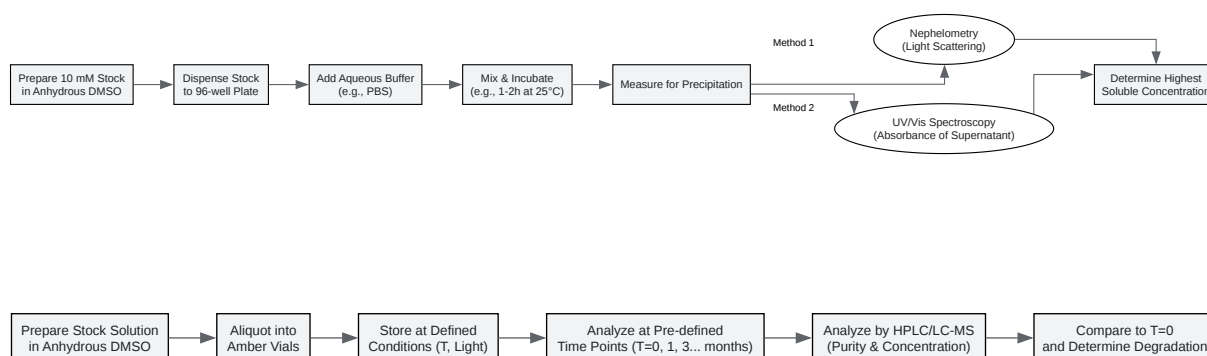 Prepare 10 mM Stock
in Anhydrous DMSO
Dispense Stock
to 96-well Plate
Add Aqueous Buffer
(e.g., PBS)
Mix & Incubate
(e.g., 1-2h at 25°C)
Measure for Precipitation
Method 1
Nephelometry
(Light Scattering)
Method 2
UV/Vis Spectroscopy
(Absorbance of Supernatant)
Determine Highest
Soluble Concentration
Prepare Stock Solution
in Anhydrous DMSO
Aliquot into
Amber Vials
Store at Defined
Conditions (T, Light)
Analyze at Pre-defined
Time Points (T=0, 1, 3... months)
Analyze by HPLC/LC-MS
(Purity & Concentration)
Compare to T=0
and Determine Degradation